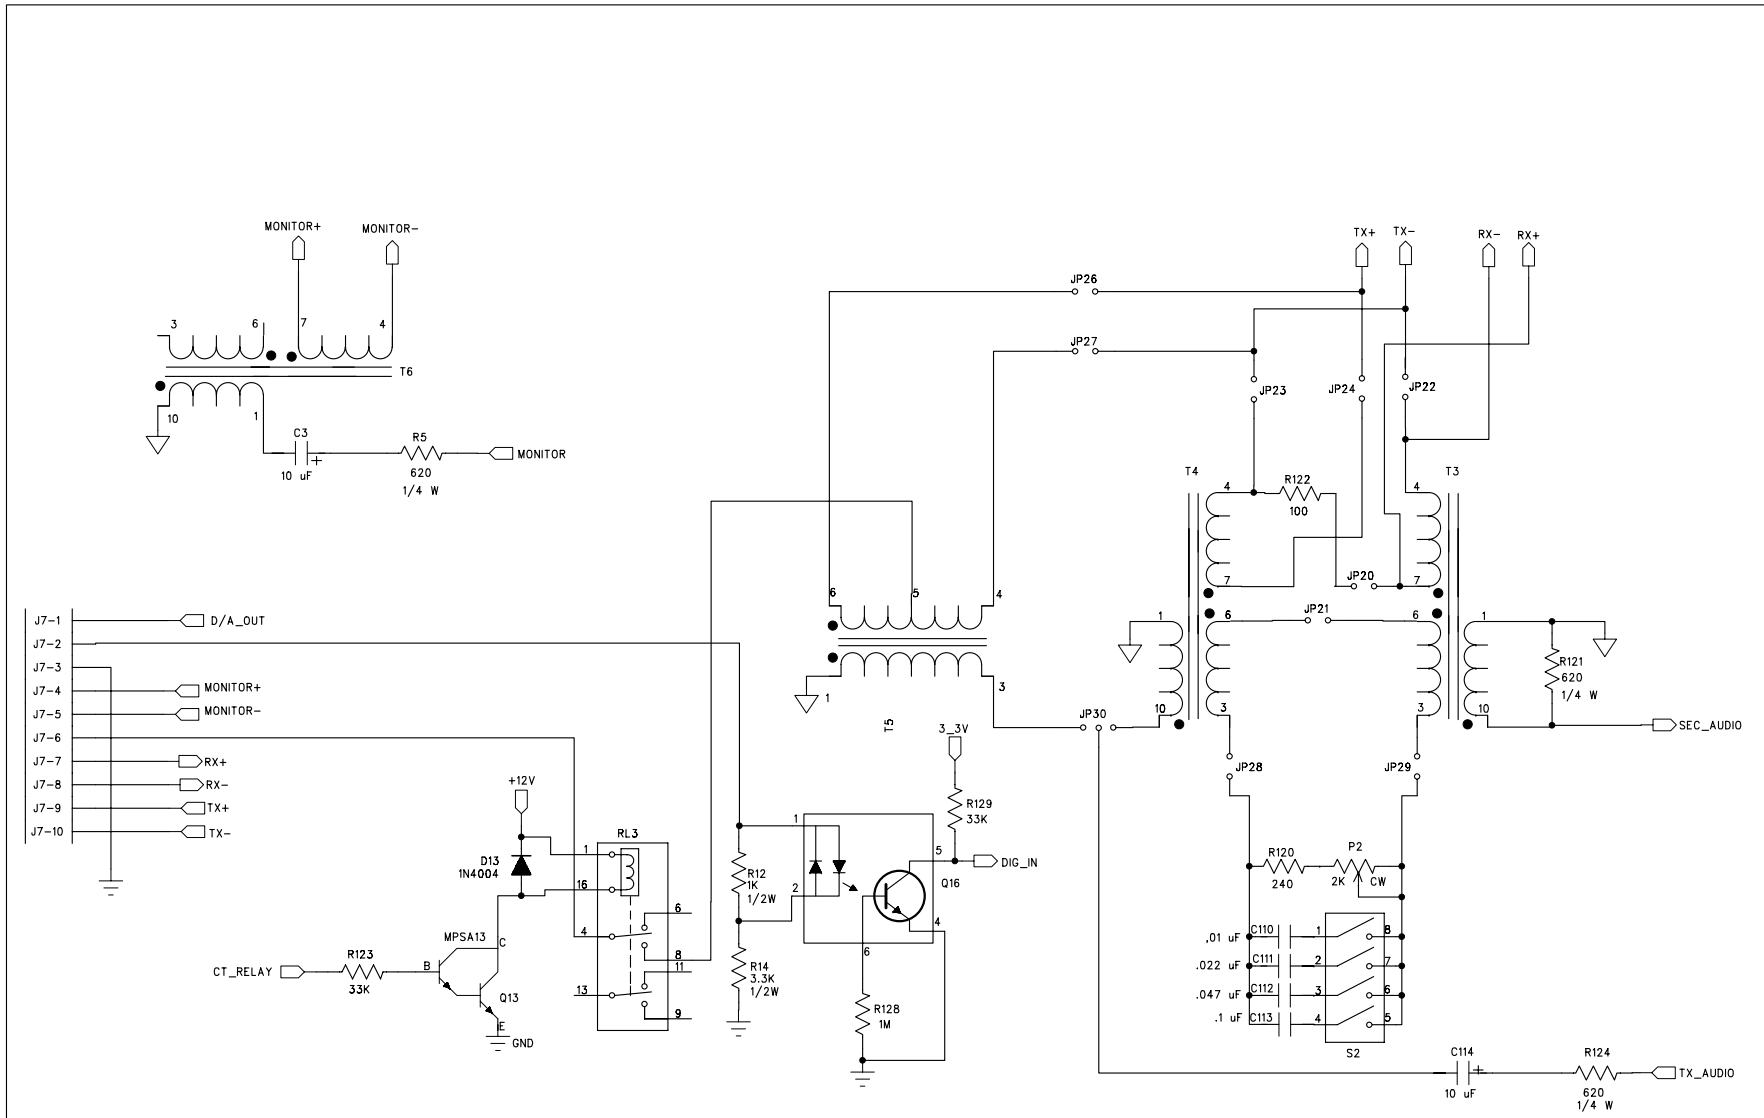 MONITOR+
MONITOR-
TX+
TX-
RX-
RX+
JP26
3
6
7
4
JP27
T6
JP23
JP24
JP22
10
1
C3
R5
+
MONITOR
10 uF
620
1/4 W
T4
T3
4
R122
4
100
7
JP20
7
6
5
4
J7-1
D/A_OUT
J7-2
J7-3
J7-4
MONITOR+
J7-5
MONITOR-
J7-6
J7-7
RX+
J7-8
RX-
J7-9
TX+
J7-10
TX-
1
3
T5
1
6
JP21
6
1
R121
620
1/4 W
JP30
10
3
3
10
SEC_AUDIO
3_3V
JP28
JP29
+12V
R129
33K
RL3
D13
1N4004
1
16
6
4
8
11
13
9
R12
1K
1/2W
R14
3.3K
1/2W
1
2
5
DIG_IN
Q16
4
6
R128
1M
MPSA13
C
B
E
Q13
GND
CT_RELAY
R123
33K
R120
240
P2
2K
CW
,01 uF
C110
1
8
.022 uF
C111
2
7
.047 uF
C112
3
6
.1 uF
C113
4
5
S2
C114
+
10 uF
R124
620
1/4 W
TX_AUDIO